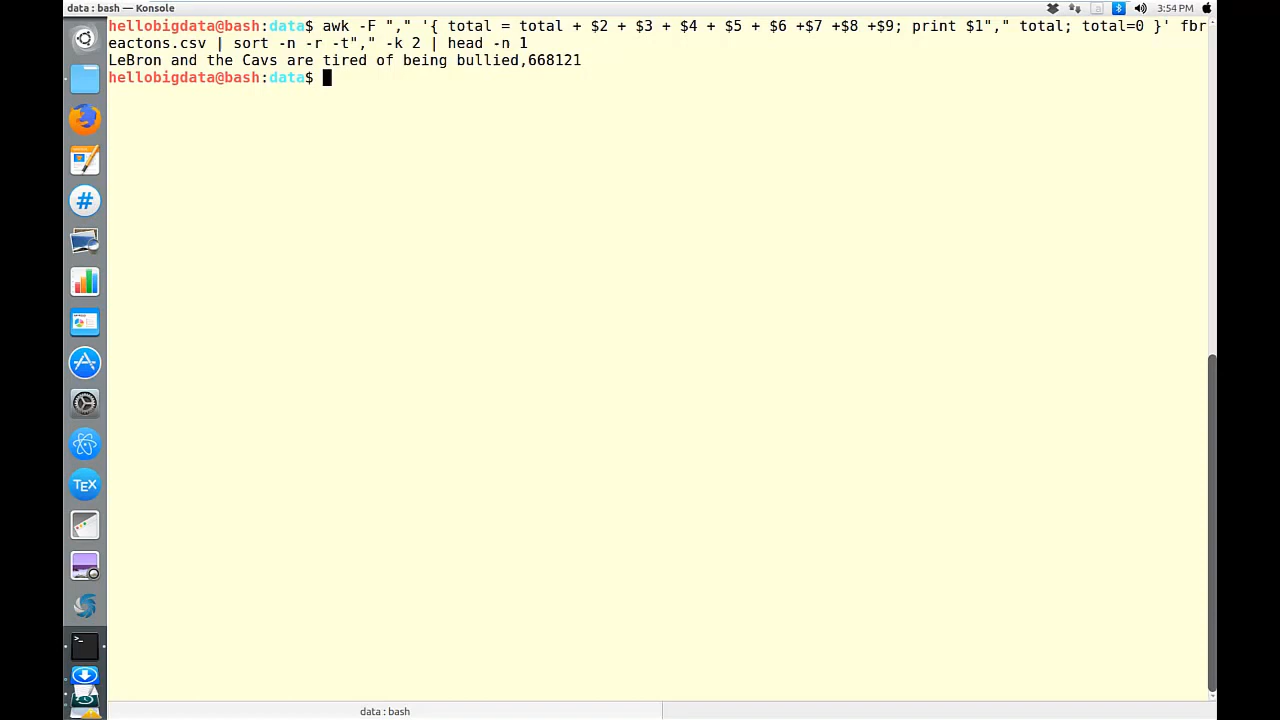 data : bash — Konsole
3:54 PM
hellobigdata@bash:data$ awk -F "," '{ total = total + $2 + $3 + $4 + $5 + $6 +$7 +$8 +$9; print $1"," total; total=0 }' fbr
eactons.csv | sort -n -r -t"," -k 2 | head -n 1
LeBron and the Cavs are tired of being bullied,668121
hellobigdata@bash:data$
#
TEX
>_
data : bash